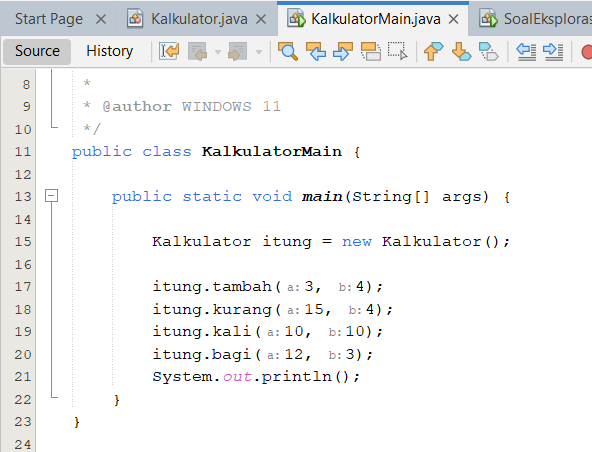 Start Page Kalkulator.java KalkulatorMain.java SoalEksploras
Source History
8 *
9 * @author WINDOWS 11
10 */
11 public class KalkulatorMain {
12
13 public static void main(String[] args) {
14
15 Kalkulator itung = new Kalkulator();
16
17 itung.tambah(a:3, b:4);
18 itung.kurang(a:15, b:4);
19 itung.kali(a:10, b:10);
20 itung.bagi(a:12, b:3);
21 System.out.println();
22 }
23 }
24